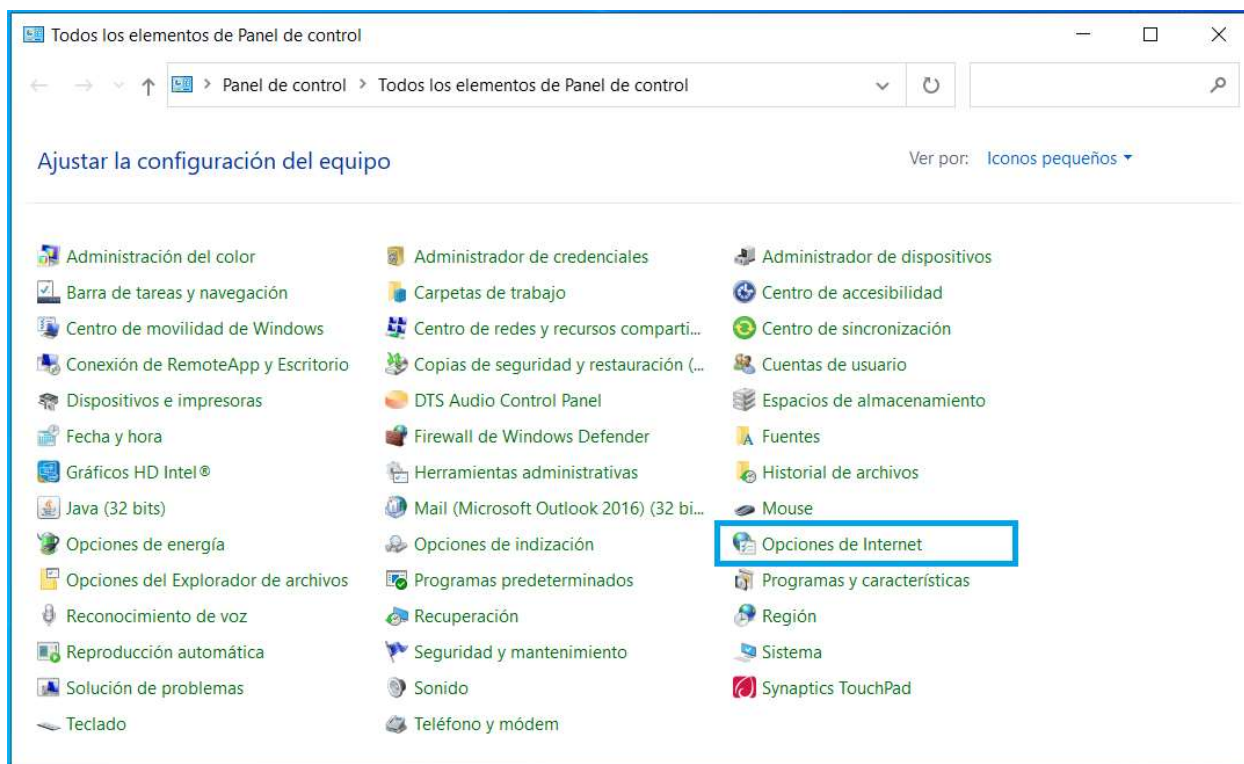 Todos los elementos de Panel de control
Panel de control > Todos los elementos de Panel de control
Ajustar la configuración del equipo
Ver por: Iconos pequeños
Administración del color
Administrador de credenciales
Administrador de dispositivos
Barra de tareas y navegación
Carpetas de trabajo
Centro de accesibilidad
Centro de movilidad de Windows
Centro de redes y recursos comparti...
Centro de sincronización
Conexión de RemoteApp y Escritorio
Copias de seguridad y restauración (...
Cuentas de usuario
Dispositivos e impresoras
DTS Audio Control Panel
Espacios de almacenamiento
Fecha y hora
Firewall de Windows Defender
Fuentes
Gráficos HD Intel®
Herramientas administrativas
Historial de archivos
Java (32 bits)
Mail (Microsoft Outlook 2016) (32 bi...
Mouse
Opciones de energía
Opciones de indización
Opciones de Internet
Opciones del Explorador de archivos
Programas predeterminados
Programas y características
Reconocimiento de voz
Recuperación
Región
Reproducción automática
Seguridad y mantenimiento
Sistema
Solución de problemas
Sonido
Synaptics TouchPad
Teclado
Teléfono y módem